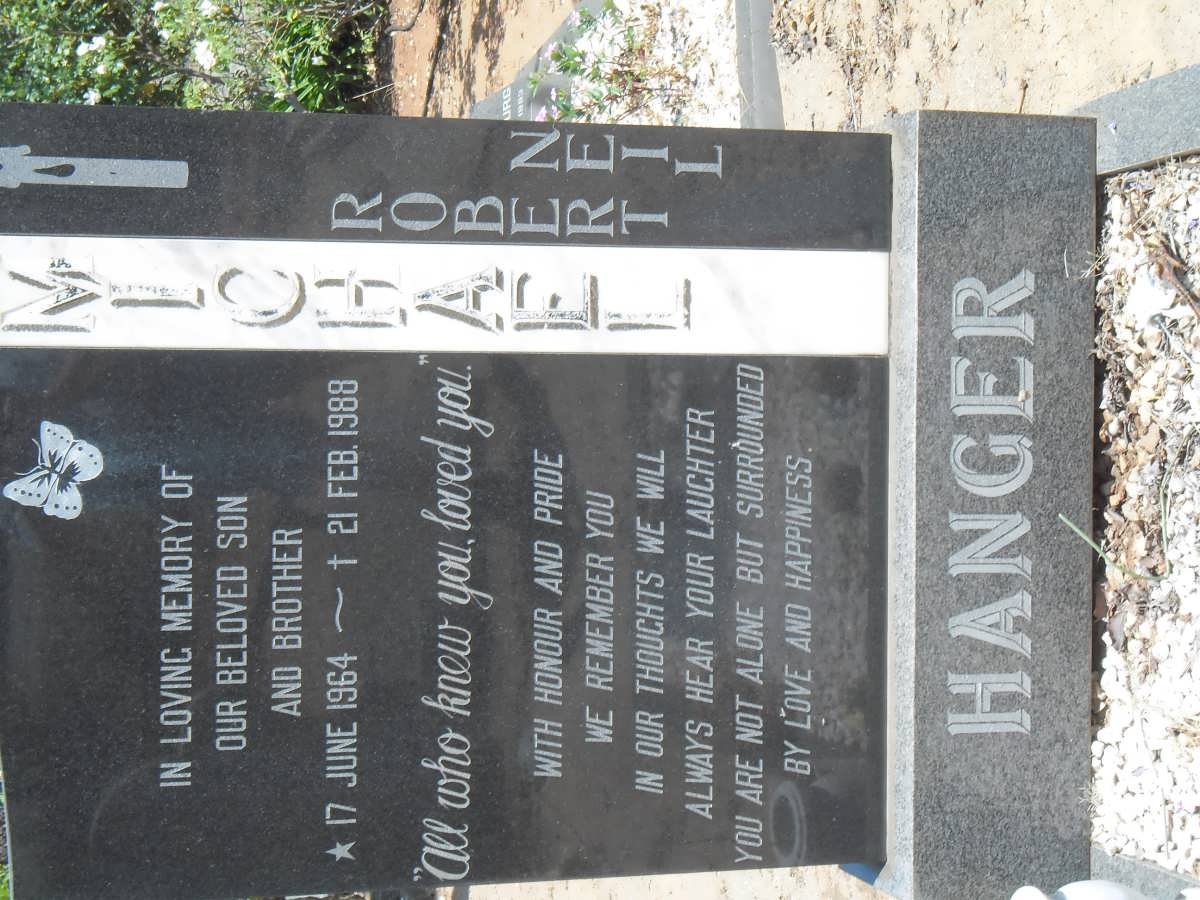 IN LOVING MEMORY OF
OUR BELOVED SON
AND BROTHER
★ 17 JUNE 1964 ~ † 21 FEB. 1988
"All who knew you, loved you."
WITH HONOUR AND PRIDE
WE REMEMBER YOU
IN OUR THOUGHTS WE WILL
ALWAYS HEAR YOUR LAUGHTER
YOU ARE NOT ALONE BUT SURROUNDED
BY LOVE AND HAPPINESS.
MICHAEL
ROBERT
NEIL
HANGER